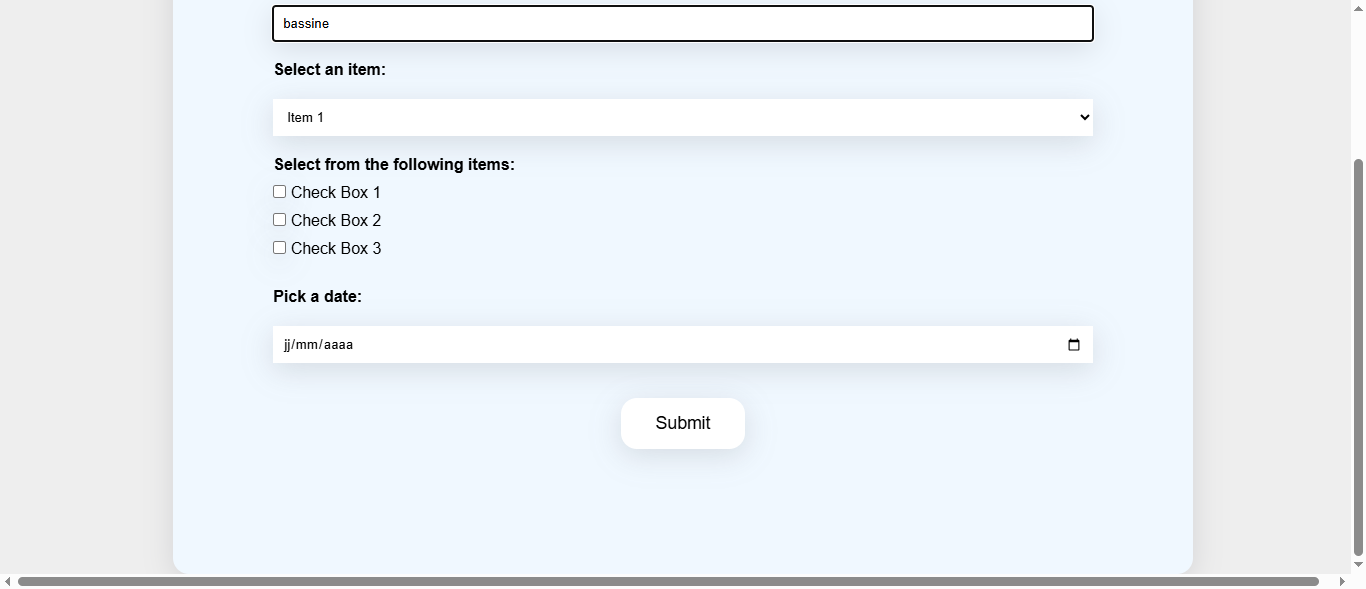 bassine
Select an item:
Item 1
Select from the following items:
Check Box 1
Check Box 2
Check Box 3
Pick a date:
jj/mm/aaaa
Submit